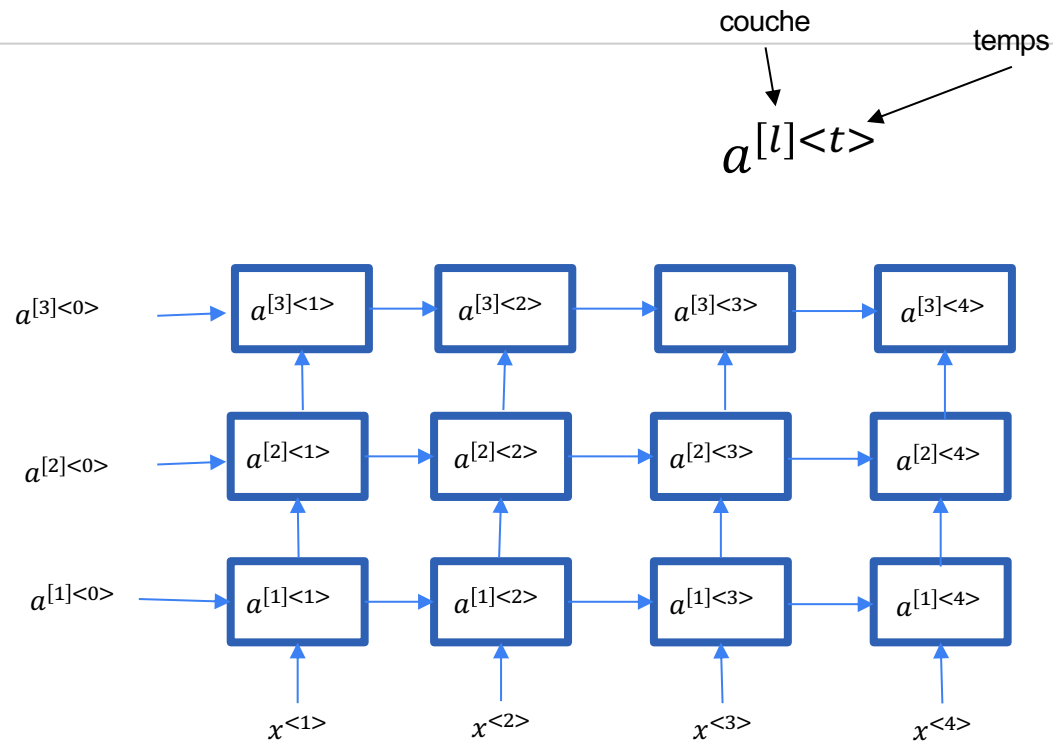 couche
temps
a^{[l]<t>}
a^{[3]<0>} a^{[3]<1>} a^{[3]<2>} a^{[3]<3>} a^{[3]<4>}
a^{[2]<0>} a^{[2]<1>} a^{[2]<2>} a^{[2]<3>} a^{[2]<4>}
a^{[1]<0>} a^{[1]<1>} a^{[1]<2>} a^{[1]<3>} a^{[1]<4>}
x^{<1>} x^{<2>} x^{<3>} x^{<4>}